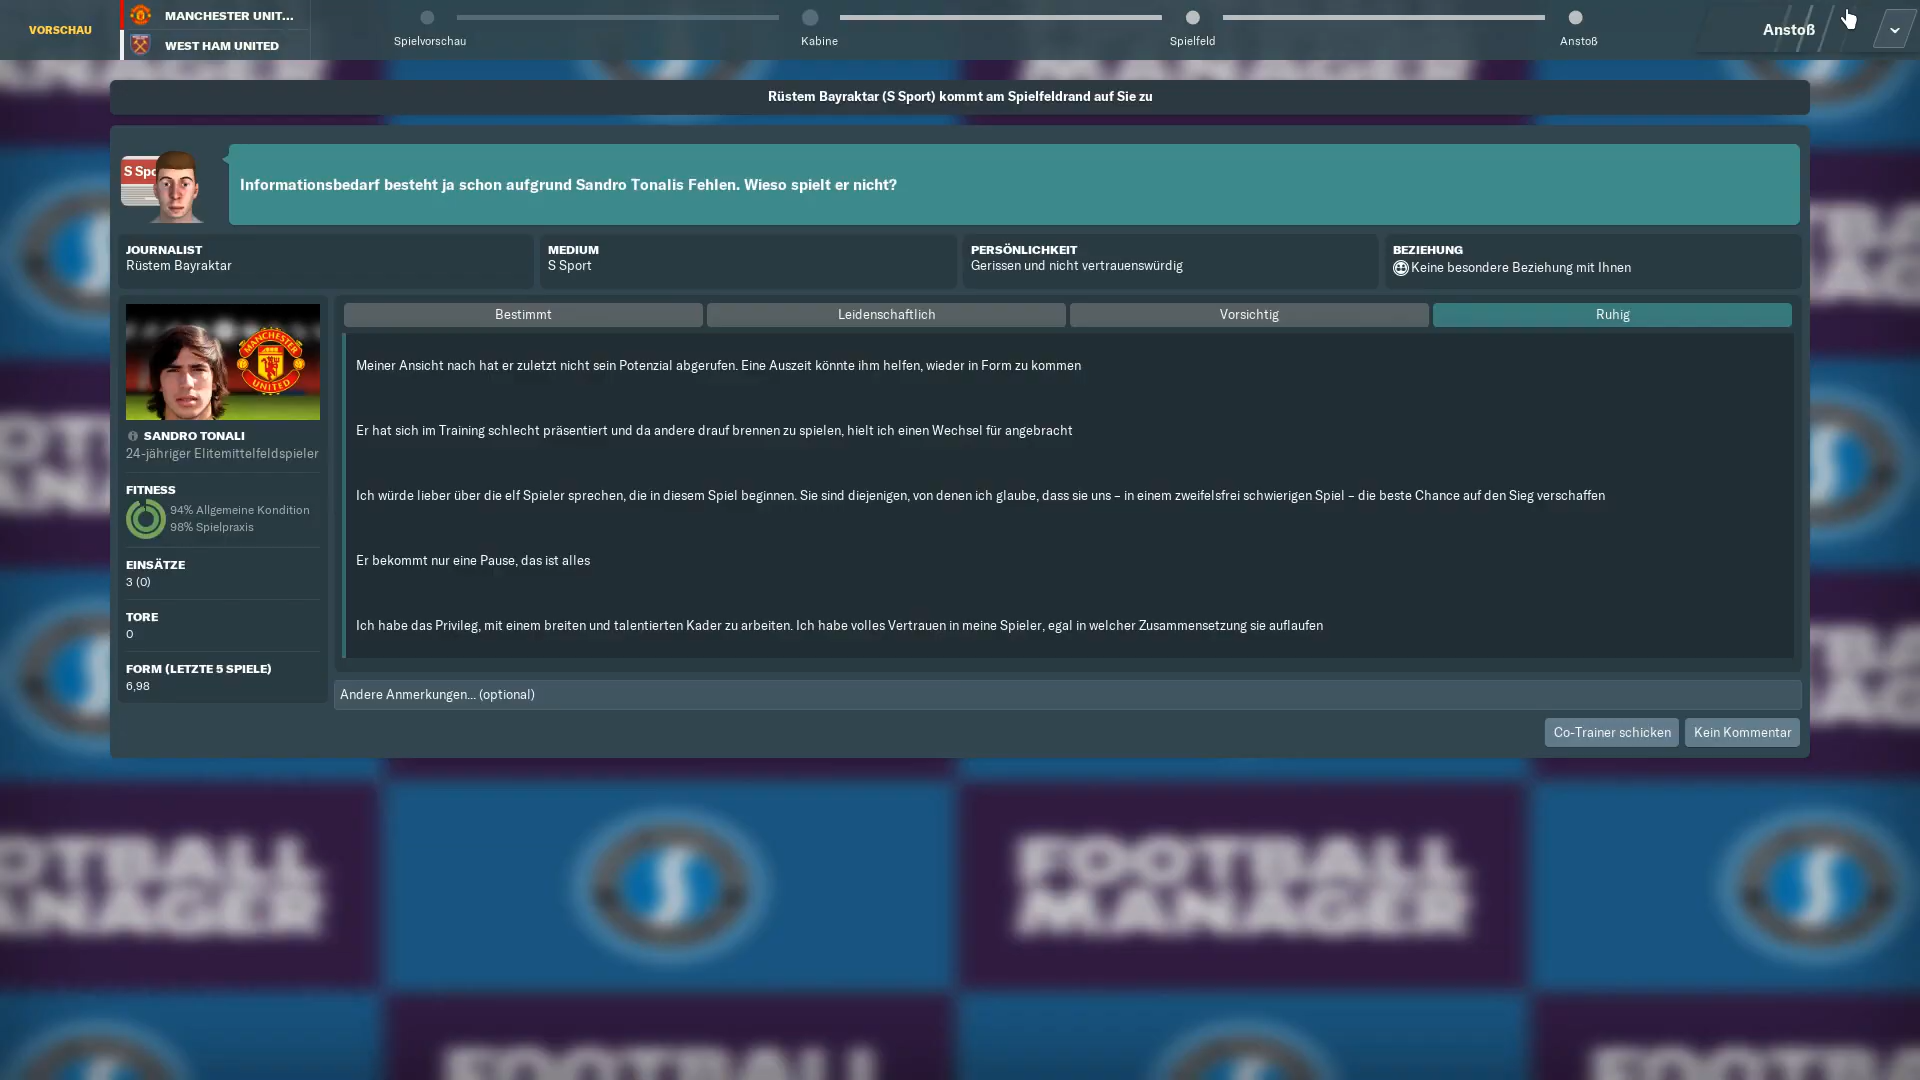 VORSCHAU
MANCHESTER UNIT...
WEST HAM UNITED
Spielvorschau
Kabine
Spielfeld
Anstoß
Anstoß
Rüstem Bayraktar (S Sport) kommt am Spielfeldrand auf Sie zu
S Spo
Informationsbedarf besteht ja schon aufgrund Sandro Tonalis Fehlen. Wieso spielt er nicht?
JOURNALIST
Rüstem Bayraktar
MEDIUM
S Sport
PERSÖNLICHKEIT
Gerissen und nicht vertrauenswürdig
BEZIEHUNG
Keine besondere Beziehung mit Ihnen
MANCHESTER
UNITED
SANDRO TONALI
24-jähriger Elitemittelfeldspieler
FITNESS
94% Allgemeine Kondition
98% Spielpraxis
EINSÄTZE
3 (0)
TORE
0
FORM (LETZTE 5 SPIELE)
6,98
Bestimmt
Leidenschaftlich
Vorsichtig
Ruhig
Meiner Ansicht nach hat er zuletzt nicht sein Potenzial abgerufen. Eine Auszeit könnte ihm helfen, wieder in Form zu kommen
Er hat sich im Training schlecht präsentiert und da andere drauf brennen zu spielen, hielt ich einen Wechsel für angebracht
Ich würde lieber über die elf Spieler sprechen, die in diesem Spiel beginnen. Sie sind diejenigen, von denen ich glaube, dass sie uns – in einem zweifelsfrei schwierigen Spiel – die beste Chance auf den Sieg verschaffen
Er bekommt nur eine Pause, das ist alles
Ich habe das Privileg, mit einem breiten und talentierten Kader zu arbeiten. Ich habe volles Vertrauen in meine Spieler, egal in welcher Zusammensetzung sie auflaufen
Andere Anmerkungen... (optional)
Co-Trainer schicken
Kein Kommentar
FOOTBALL
MANAGER